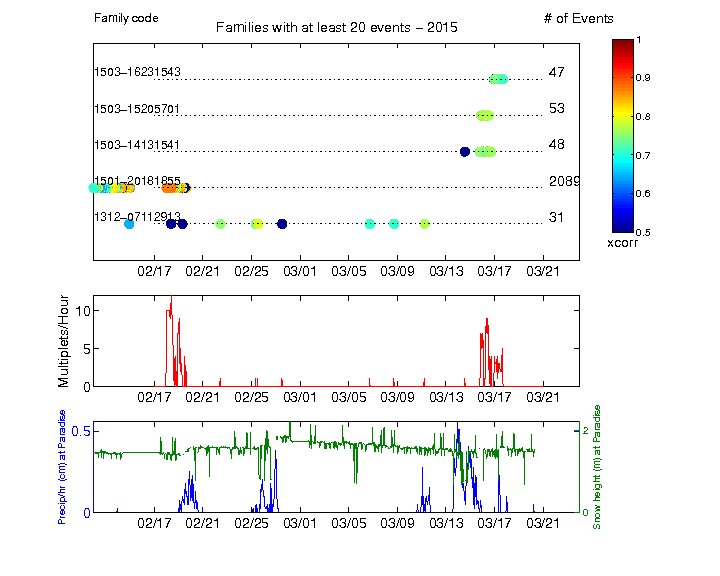 Family code
Families with at least 20 events – 2015
# of Events
1503–16231543
47
1503–15205701
53
1503–14131541
48
1501–20181855
2089
1312–07112913
31
02/17 02/21 02/25 03/01 03/05 03/09 03/13 03/17 03/21
1
0.9
0.8
0.7
0.6
0.5
xcorr
Multiplets/Hour
10
5
0
02/17 02/21 02/25 03/01 03/05 03/09 03/13 03/17 03/21
Precip/hr (cm) at Paradise
0.5
0
2
0
Snow height (m) at Paradise
02/17 02/21 02/25 03/01 03/05 03/09 03/13 03/17 03/21